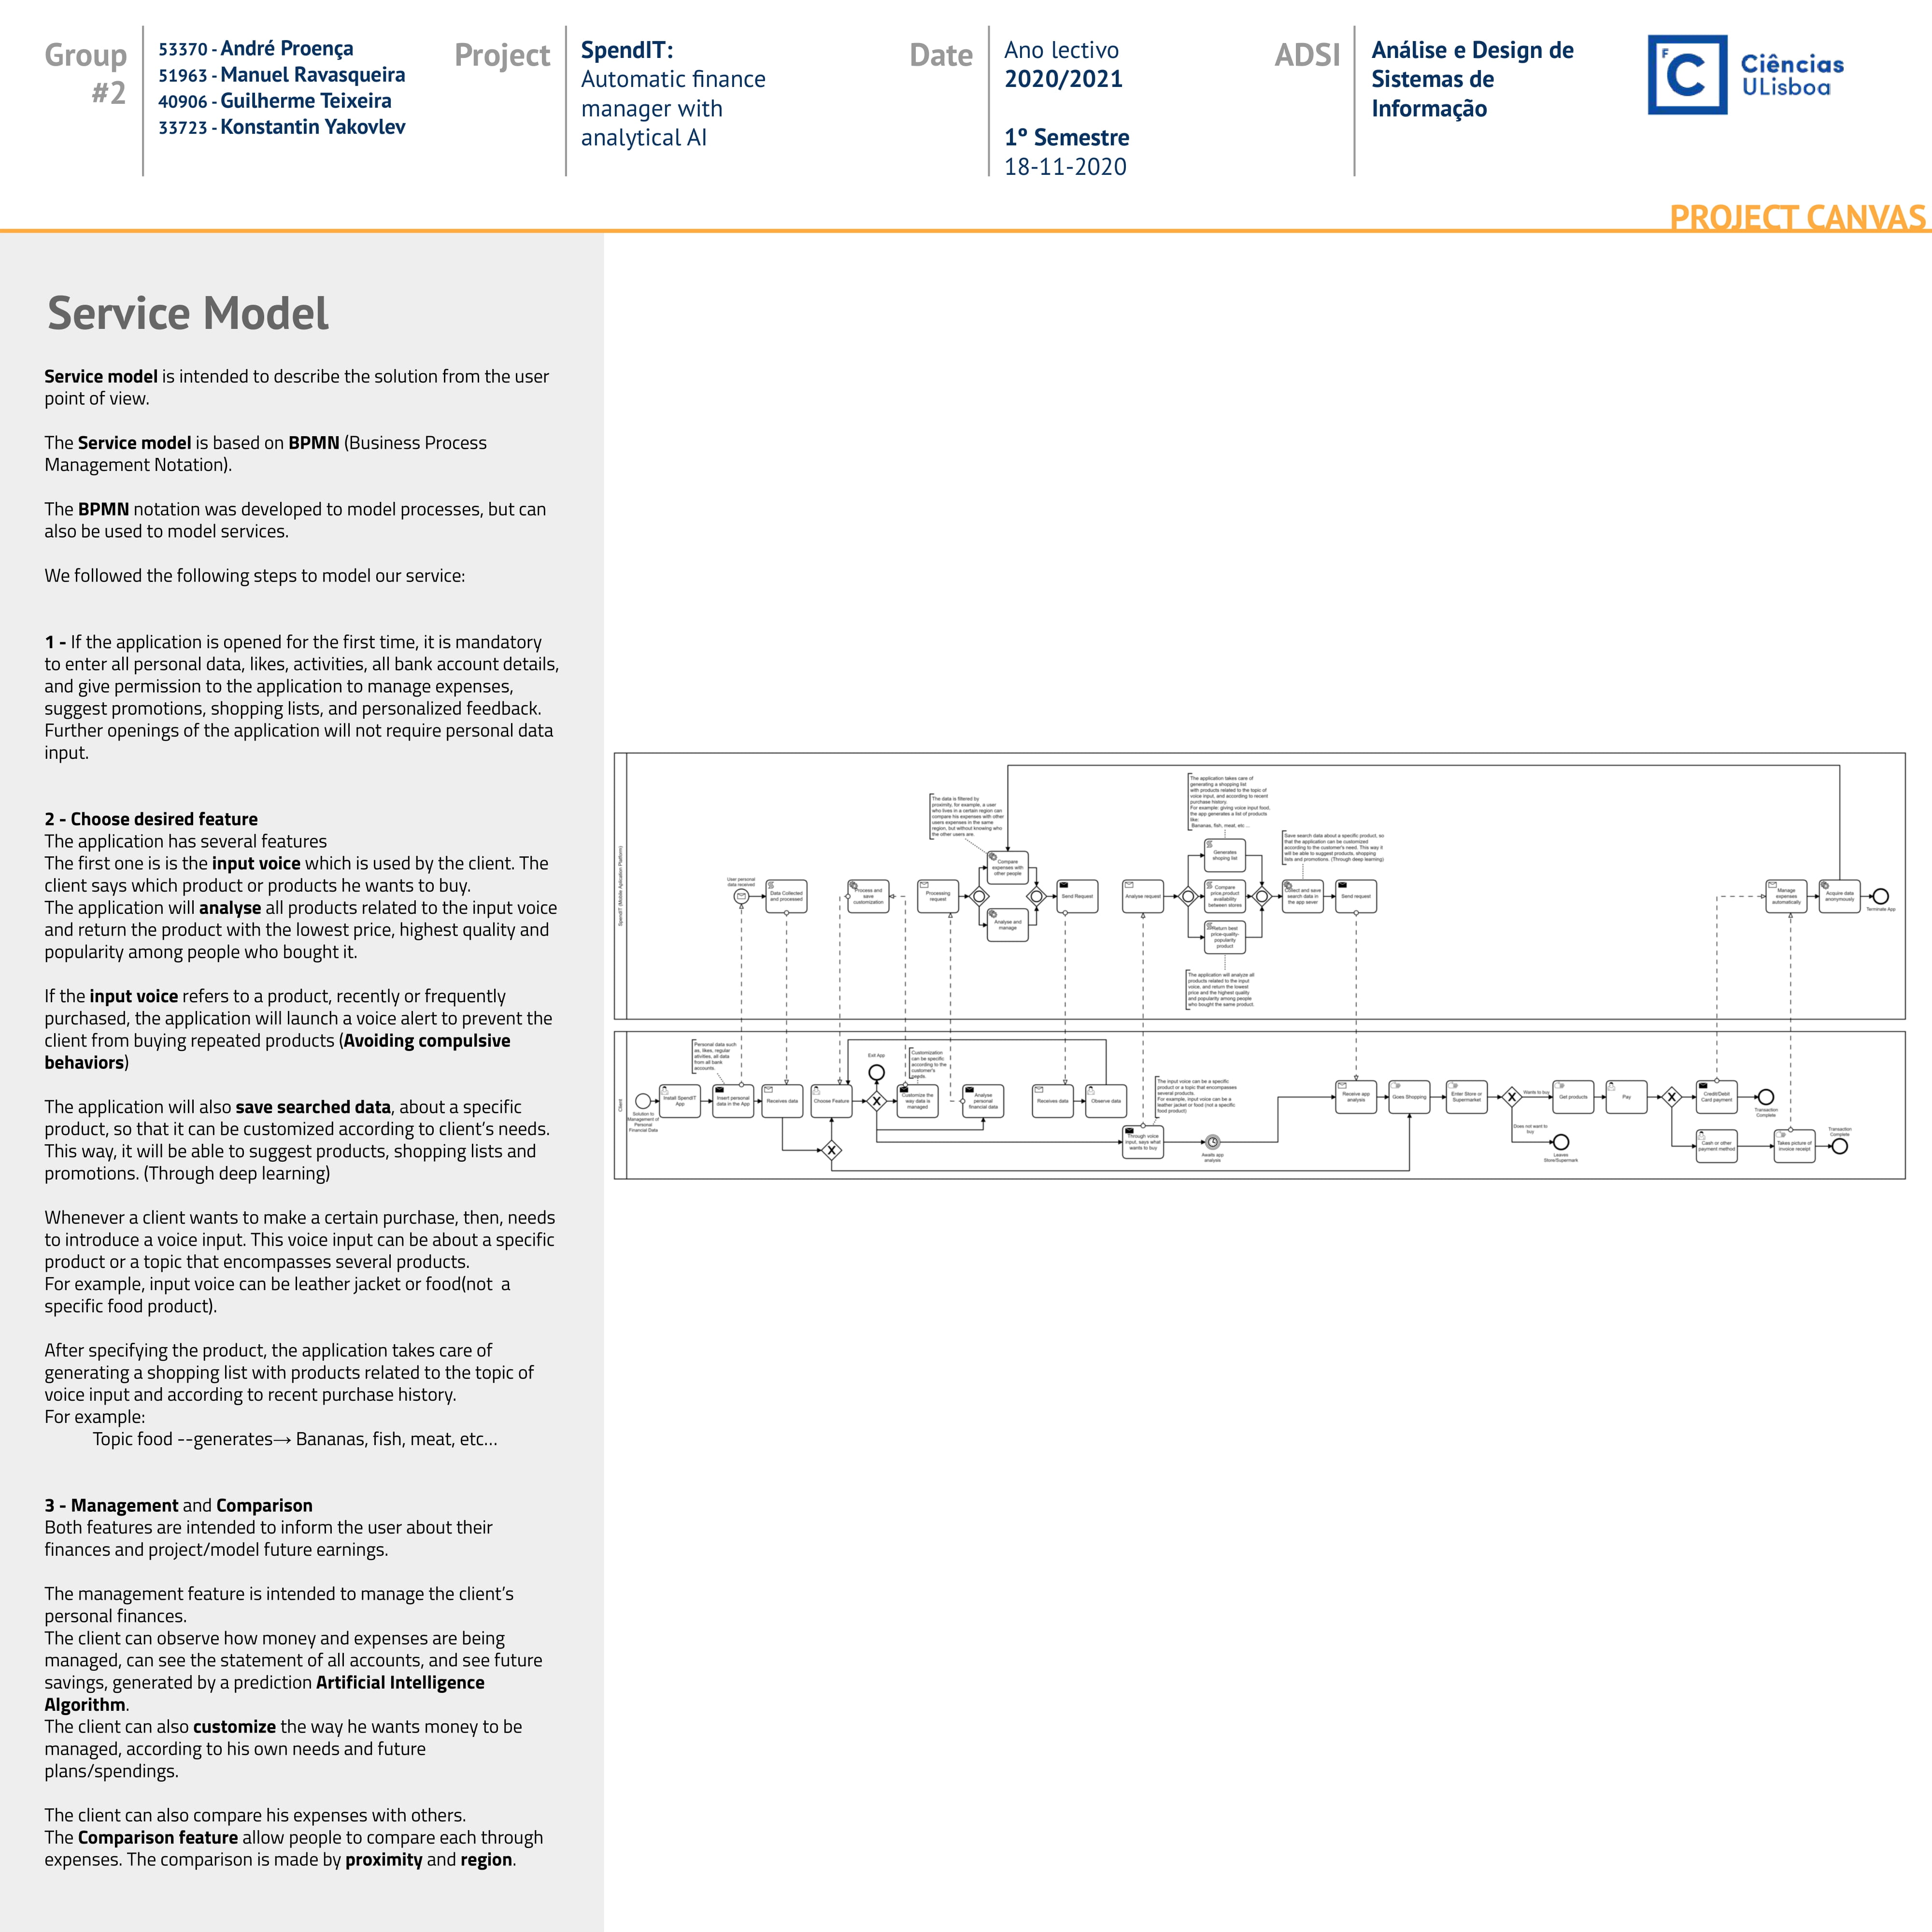 Group
#2
53370 - André Proença
51963 - Manuel Ravasqueira
40906 - Guilherme Teixeira
33723 - Konstantin Yakovlev
Project
SpendIT:
Automatic finance
manager with
analytical AI
Date
Ano lectivo
2020/2021
1º Semestre
18-11-2020
ADSI
Análise e Design de
Sistemas de
Informação
F
C
Ciências
ULisboa
PROJECT CANVAS
Service Model
Service model is intended to describe the solution from the user
point of view.
The Service model is based on BPMN (Business Process
Management Notation).
The BPMN notation was developed to model processes, but can
also be used to model services.
We followed the following steps to model our service:
1 - If the application is opened for the first time, it is mandatory
to enter all personal data, likes, activities, all bank account details,
and give permission to the application to manage expenses,
suggest promotions, shopping lists, and personalized feedback.
Further openings of the application will not require personal data
input.
2 - Choose desired feature
The application has several features
The first one is is the input voice which is used by the client. The
client says which product or products he wants to buy.
The application will analyse all products related to the input voice
and return the product with the lowest price, highest quality and
popularity among people who bought it.
If the input voice refers to a product, recently or frequently
purchased, the application will launch a voice alert to prevent the
client from buying repeated products (Avoiding compulsive
behaviors)
The application will also save searched data, about a specific
product, so that it can be customized according to client's needs.
This way, it will be able to suggest products, shopping lists and
promotions. (Through deep learning)
Whenever a client wants to make a certain purchase, then, needs
to introduce a voice input. This voice input can be about a specific
product or a topic that encompasses several products.
For example, input voice can be leather jacket or food(not  a
specific food product).
After specifying the product, the application takes care of
generating a shopping list with products related to the topic of
voice input and according to recent purchase history.
For example:
Topic food --generates→ Bananas, fish, meat, etc...
3 - Management and Comparison
Both features are intended to inform the user about their
finances and project/model future earnings.
The management feature is intended to manage the client's
personal finances.
The client can observe how money and expenses are being
managed, can see the statement of all accounts, and see future
savings, generated by a prediction Artificial Intelligence
Algorithm.
The client can also customize the way he wants money to be
managed, according to his own needs and future
plans/spendings.
The client can also compare his expenses with others.
The Comparison feature allow people to compare each through
expenses. The comparison is made by proximity and region.
SpendIT (Mobile Aplication Platform)
User personal
data received
Data Collected
and processed
Process and
save
customization
Processing
request
The data is filtered by
proximity, for example, a user
who lives in a certain region can
compare his expenses with other
users expenses in the same
region, but without knowing who
the other users are.
Compare
expenses with
other people
Analyse and
manage
Send Request
Analyse request
The application takes care of
generating a shopping list
with products related to the topic of
voice input, and according to recent
purchase history.
For example: giving voice input food,
the app generates a list of products
like:
Bananas, fish, meat, etc ...
Generates
shoping list
Compare
price,product
availability
between stores
Return best
price-quality-
popularity
product
The application will analyze all
products related to the input
voice, and return the lowest
price and the highest quality
and popularity among people
who bought the same product.
Save search data about a specific product, so
that the application can be customized
according to the customer's need. This way it
will be able to suggest products, shopping
lists and promotions. (Through deep learning)
Collect and save
search data in
the app sever
Send request
Manage
expenses
automatically
Acquire data
anonymously
Terminate App
Client
Solution to
Management of
Personal
Financial Data
Install SpendIT
App
Personal data such
as, likes, regular
ativities, all data
from all bank
accounts.
Insert personal
data in the App
Receives data
Choose Feature
X
Exit App
X
Customization
can be specific
according to the
customer's
needs.
Customize the
way data is
managed
Analyse
personal
financial data
Receives data
Observe data
The input voice can be a specific
product or a topic that encompasses
several products.
For example, input voice can be a
leather jacket or food (not a specific
food product)
Through voice
input, says what
wants to buy
Awaits app
analysis
Receive app
analysis
Goes Shopping
Enter Store or
Supermarket
X
Wants to buy
Does not want to
buy
Leaves
Store/Supermark
Get products
Pay
X
Credit/Debit
Card payment
Transaction
Complete
Cash or other
payment method
Takes picture of
invoice receipt
Transaction
Complete